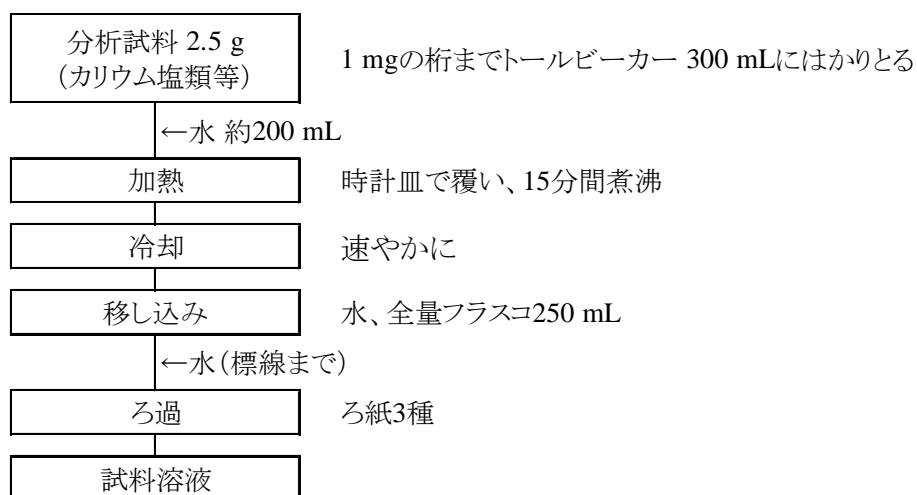 分析試料 2.5 g
（カリウム塩類等）
1 mgの桁までトールビーカー 300 mLにはかりとる
←水 約200 mL
加熱
時計皿で覆い、15分間煮沸
冷却
速やかに
移し込み
水、全量フラスコ250 mL
←水（標線まで）
ろ過
ろ紙3種
試料溶液